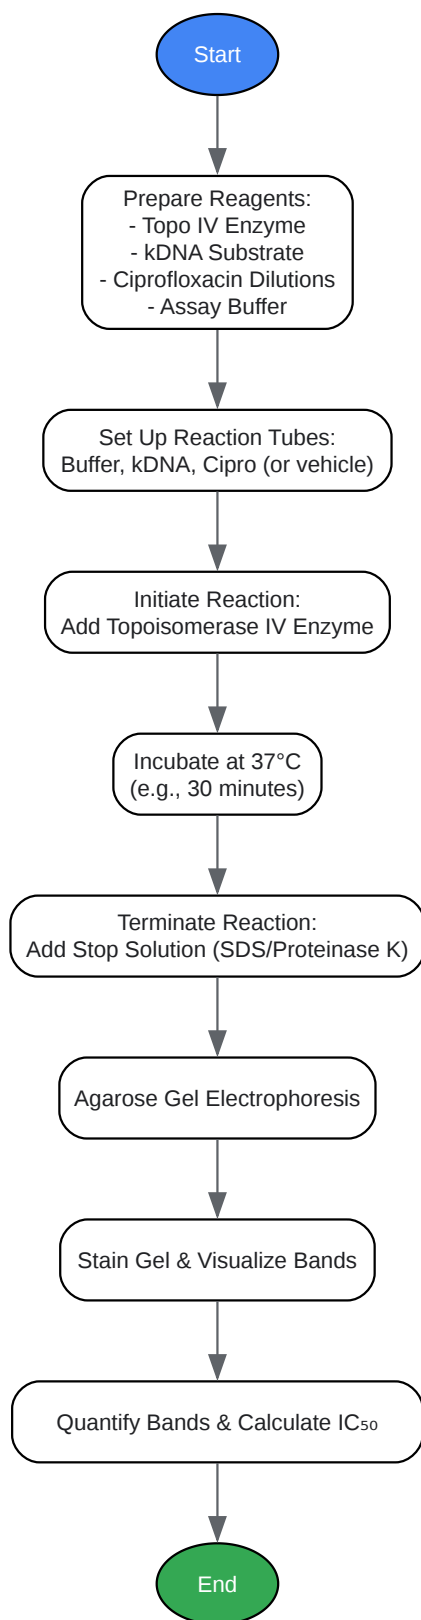 Start
Prepare Reagents:
- Topo IV Enzyme
- kDNA Substrate
- Ciprofloxacin Dilutions
- Assay Buffer
Set Up Reaction Tubes:
Buffer, kDNA, Cipro (or vehicle)
Initiate Reaction:
Add Topoisomerase IV Enzyme
Incubate at 37°C
(e.g., 30 minutes)
Terminate Reaction:
Add Stop Solution (SDS/Proteinase K)
Agarose Gel Electrophoresis
Stain Gel & Visualize Bands
Quantify Bands & Calculate IC₅₀
End